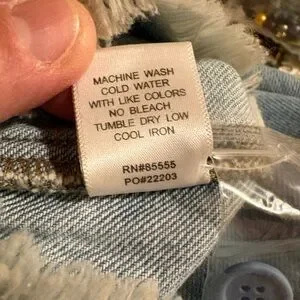 MACHINE WASH
COLD WATER
WITH LIKE COLORS
NO BLEACH
TUMBLE DRY LOW
COOL IRON
RN#85555
PO#22203